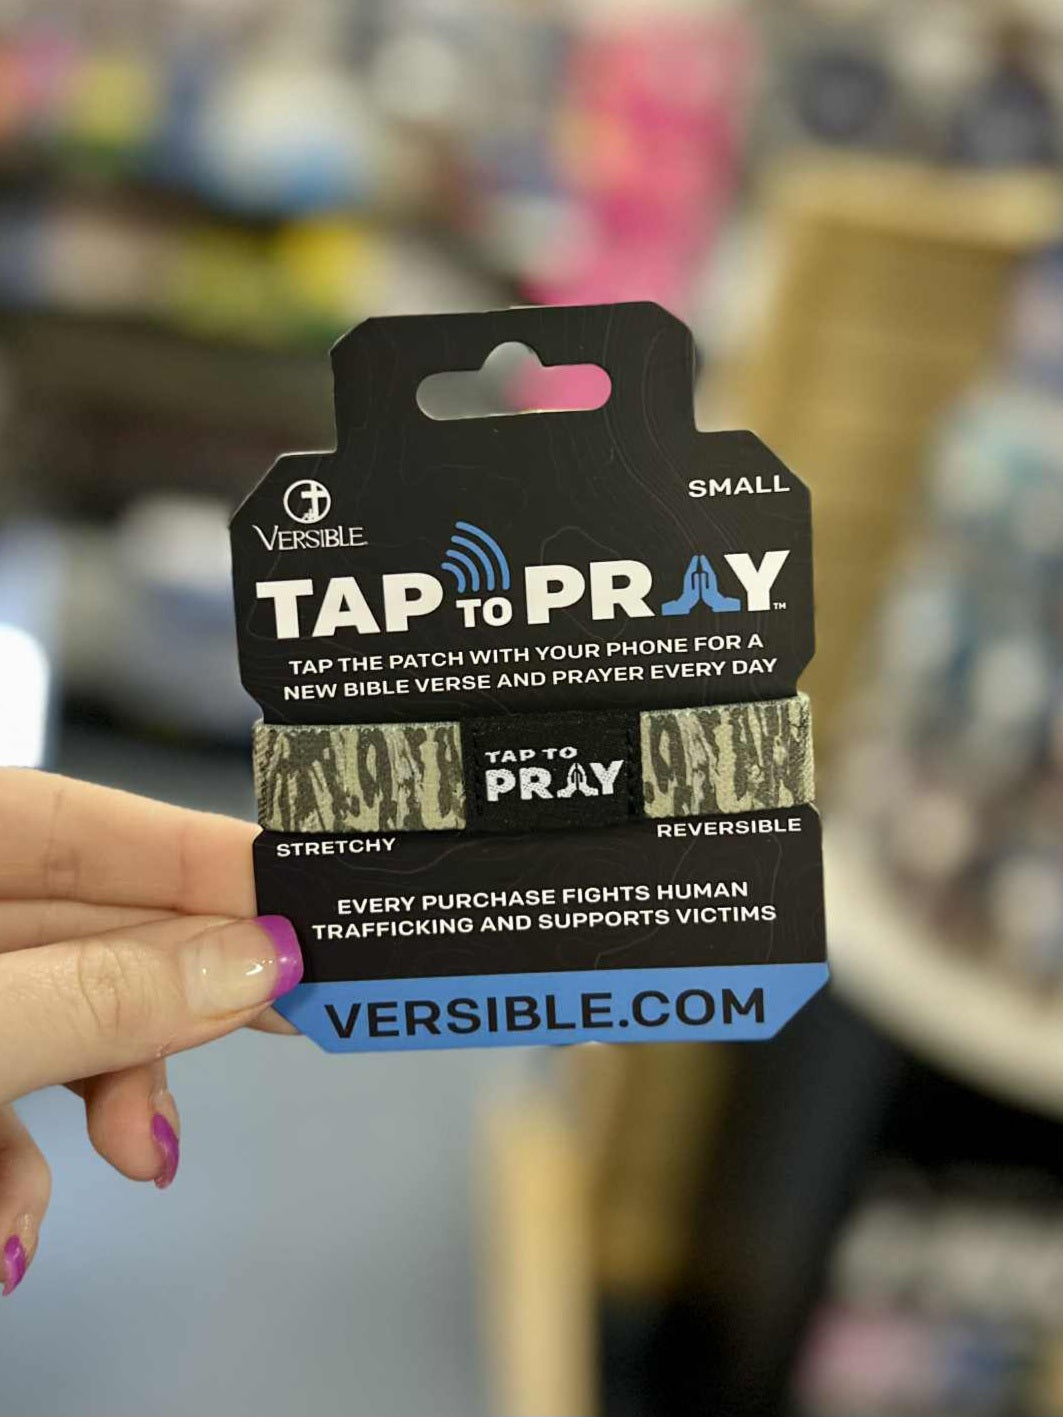 SMALL
VERSIBLE
TAP TO PRAY™
TAP THE PATCH WITH YOUR PHONE FOR A
NEW BIBLE VERSE AND PRAYER EVERY DAY
TAP TO
PRAY
STRETCHY
REVERSIBLE
EVERY PURCHASE FIGHTS HUMAN
TRAFFICKING AND SUPPORTS VICTIMS
VERSIBLE.COM